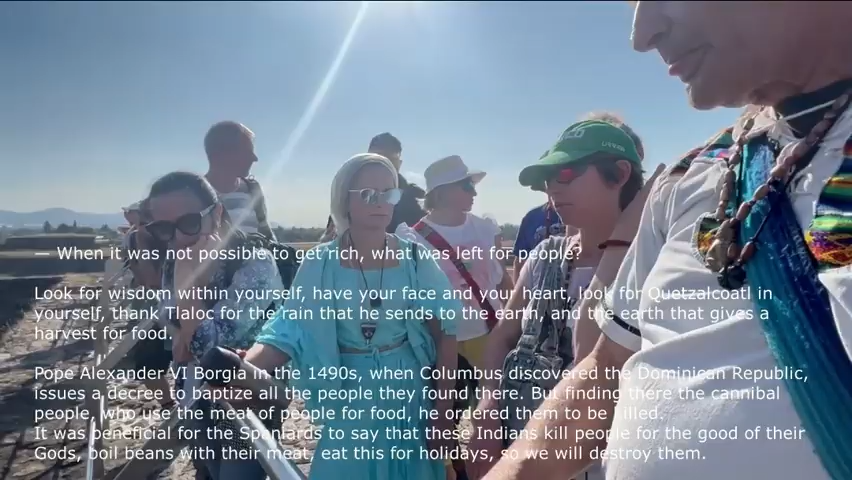 — When it was not possible to get rich, what was left for people?
Look for wisdom within yourself, have your face and your heart, look for Quetzalcoatl in
yourself, thank Tlaloc for the rain that he sends to the earth, and the earth that gives a
harvest for food.
Pope Alexander VI Borgia in the 1490s, when Columbus discovered the Dominican Republic,
issues a decree to baptize all the people they found there. But finding there the cannibal
people, who use the meat of people for food, he ordered them to be killed.
It was beneficial for the Spaniards to say that these Indians kill people for the good of their
Gods, boil beans with their meat, eat this for holidays, so we will destroy them.